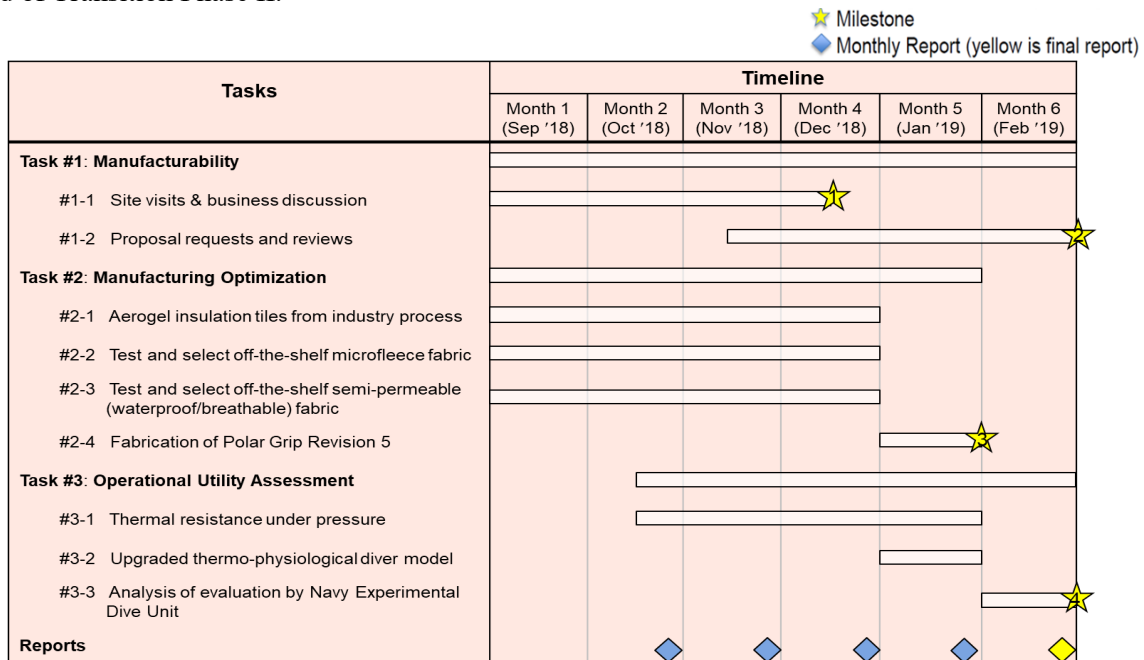 of Transition Phase II.
Milestone
Monthly Report (yellow is final report)
Tasks
Timeline
Month 1
(Sep '18)
Month 2
(Oct '18)
Month 3
(Nov '18)
Month 4
(Dec '18)
Month 5
(Jan '19)
Month 6
(Feb '19)
Task #1: Manufacturability
#1-1 Site visits & business discussion
1
#1-2 Proposal requests and reviews
2
Task #2: Manufacturing Optimization
#2-1 Aerogel insulation tiles from industry process
#2-2 Test and select off-the-shelf microfleece fabric
#2-3 Test and select off-the-shelf semi-permeable
(waterproof/breathable) fabric
#2-4 Fabrication of Polar Grip Revision 5
3
Task #3: Operational Utility Assessment
#3-1 Thermal resistance under pressure
#3-2 Upgraded thermo-physiological diver model
#3-3 Analysis of evaluation by Navy Experimental
Dive Unit
4
Reports